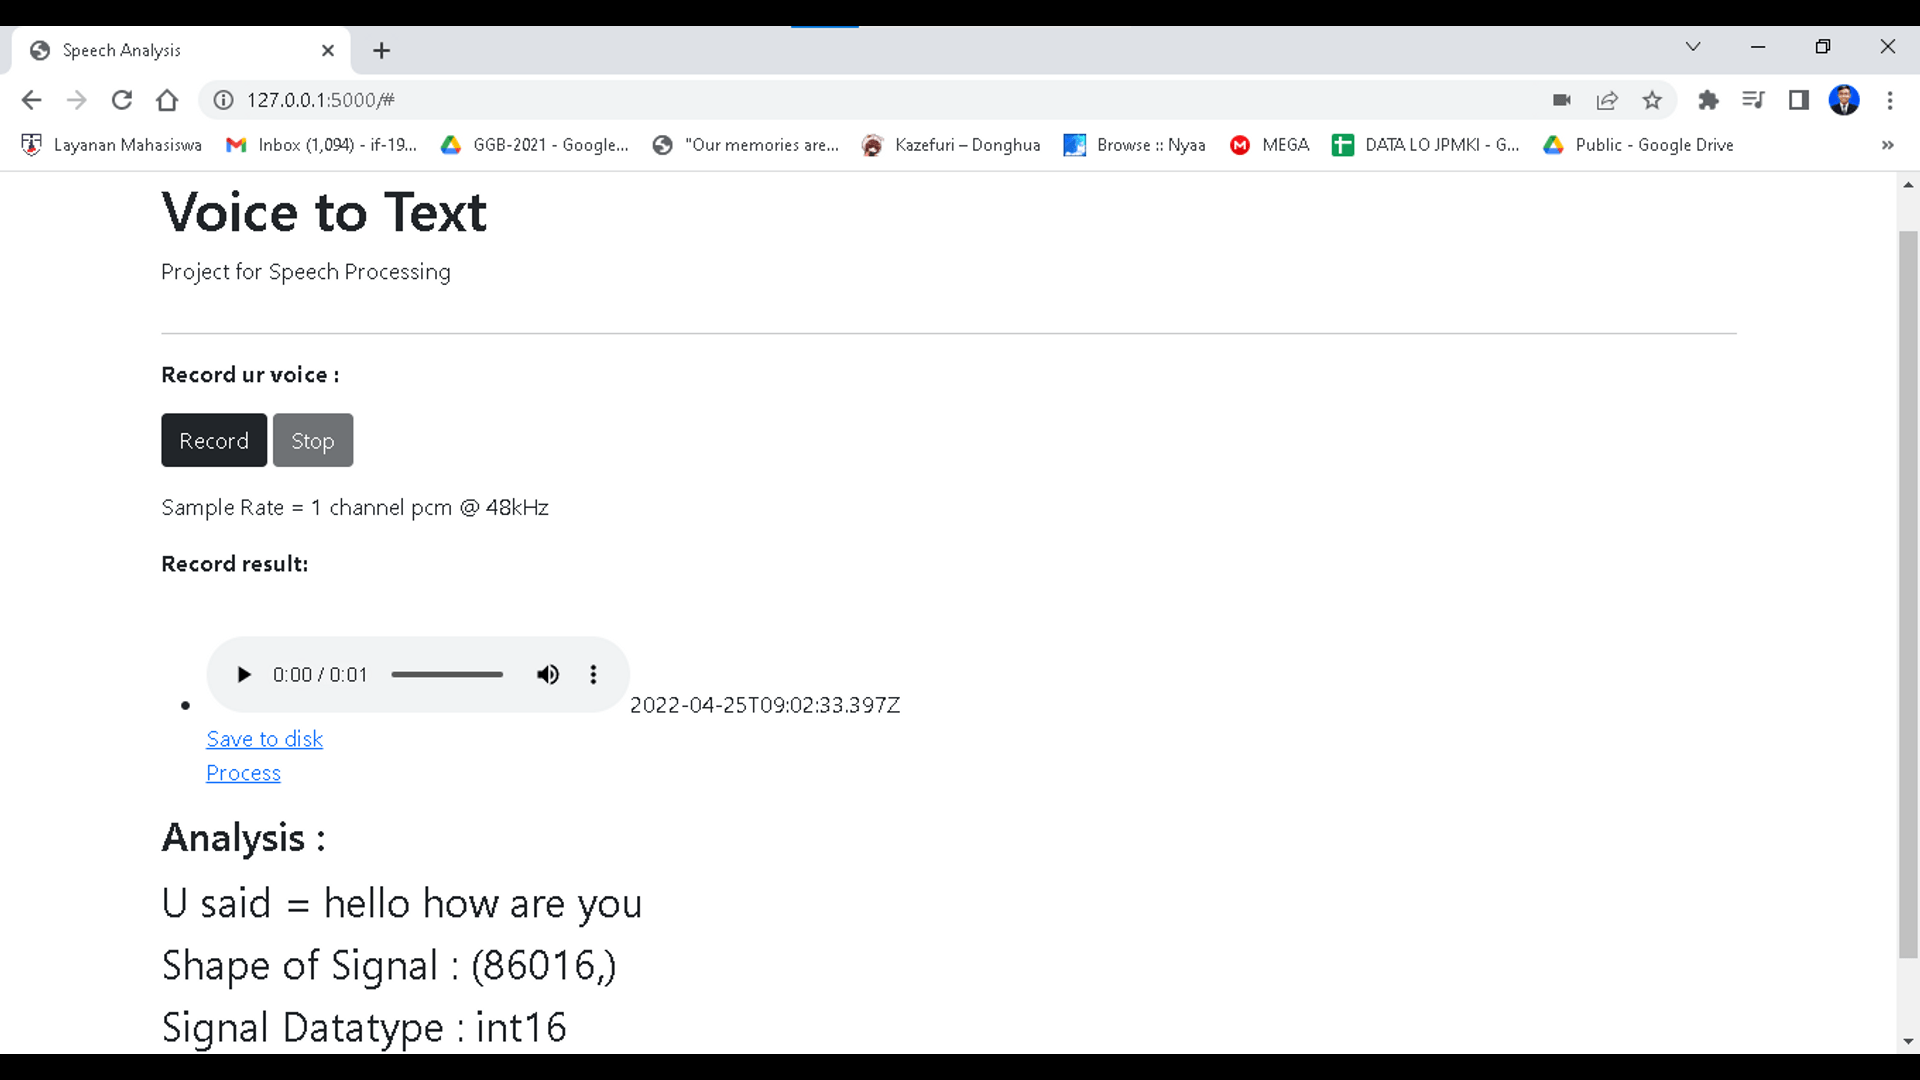 Speech Analysis
127.0.0.1:5000/#
Layanan Mahasiswa Inbox (1,094) - if-19... GGB-2021 - Google... "Our memories are... Kazefuri – Donghua Browse :: Nyaa MEGA DATA LO JPMKI - G... Public - Google Drive »
Voice to Text
Project for Speech Processing
Record ur voice :
Record Stop
Sample Rate = 1 channel pcm @ 48kHz
Record result:
0:00 / 0:01
2022-04-25T09:02:33.397Z
Save to disk
Process
Analysis :
U said = hello how are you
Shape of Signal : (86016,)
Signal Datatype : int16